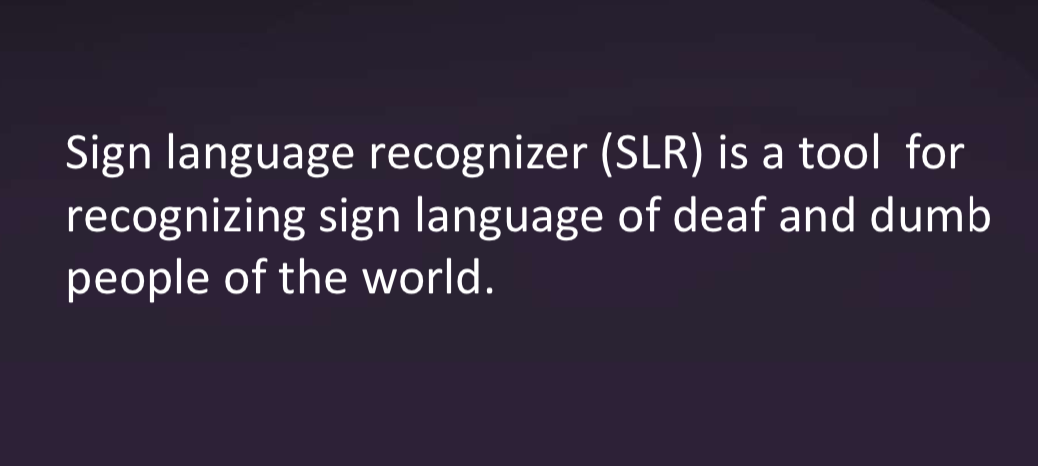 Sign language recognizer (SLR) is a tool  for
recognizing sign language of deaf and dumb
people of the world.